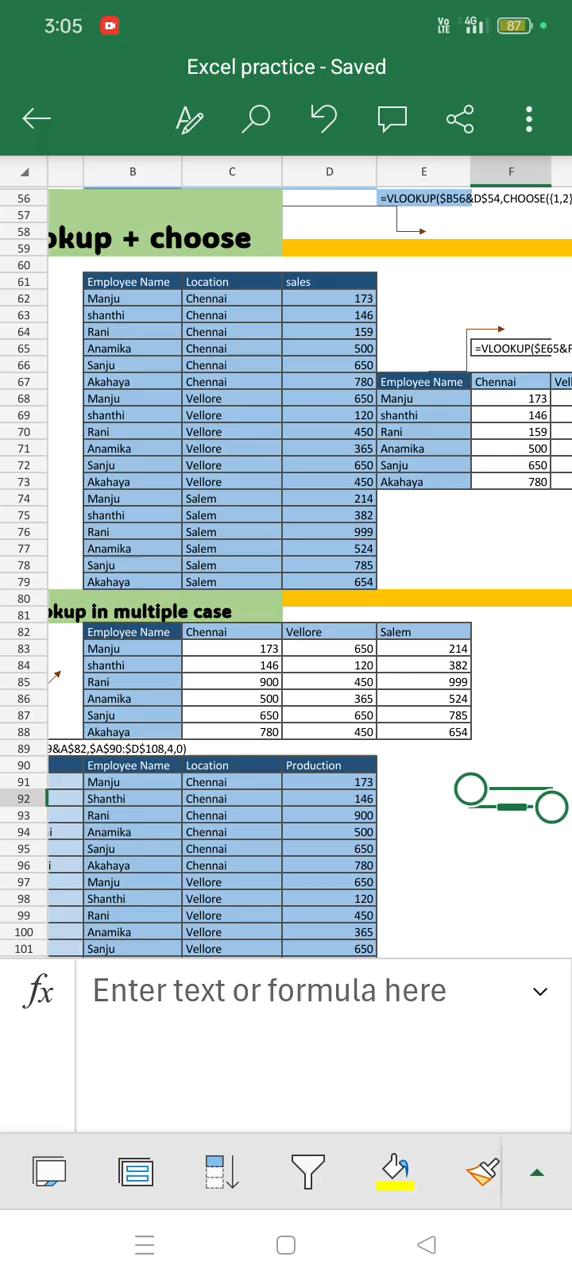 3:05 Vo LTE 4G 87
Excel practice - Saved
B C D E F
56 =VLOOKUP($B56&D$54,CHOOSE({1,2}
57
58 okup + choose
59
60
61 Employee Name Location sales
62 Manju Chennai 173
63 shanthi Chennai 146
64 Rani Chennai 159
65 Anamika Chennai 500 =VLOOKUP($E65&F
66 Sanju Chennai 650
67 Akahaya Chennai 780 Employee Name Chennai Vel
68 Manju Vellore 650 Manju 173
69 shanthi Vellore 120 shanthi 146
70 Rani Vellore 450 Rani 159
71 Anamika Vellore 365 Anamika 500
72 Sanju Vellore 650 Sanju 650
73 Akahaya Vellore 450 Akahaya 780
74 Manju Salem 214
75 shanthi Salem 382
76 Rani Salem 999
77 Anamika Salem 524
78 Sanju Salem 785
79 Akahaya Salem 654
80
81 okup in multiple case
82 Employee Name Chennai Vellore Salem
83 Manju 173 650 214
84 shanthi 146 120 382
85 Rani 900 450 999
86 Anamika 500 365 524
87 Sanju 650 650 785
88 Akahaya 780 450 654
89 9&A$82,$A$90:$D$108,4,0)
90 Employee Name Location Production
91 Manju Chennai 173
92 Shanthi Chennai 146
93 Rani Chennai 900
94 i Anamika Chennai 500
95 Sanju Chennai 650
96 i Akahaya Chennai 780
97 Manju Vellore 650
98 Shanthi Vellore 120
99 Rani Vellore 450
100 Anamika Vellore 365
101 Sanju Vellore 650
fx Enter text or formula here